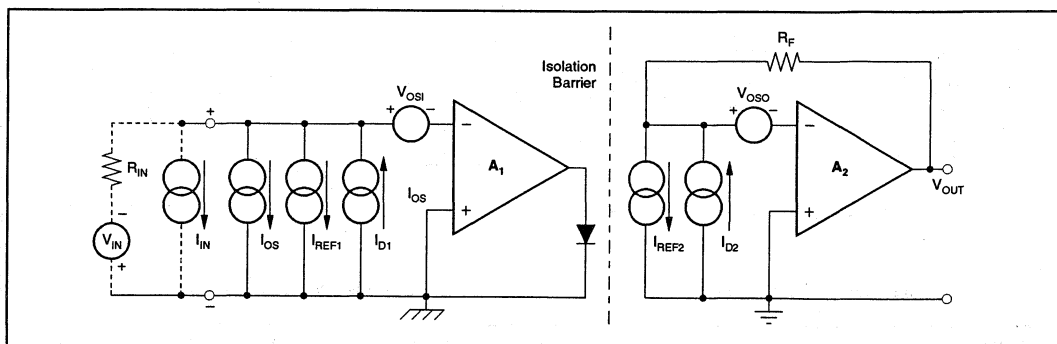 Isolation
Barrier
R_F
+ V_OSI −
V_OSO
+ −
+
R_IN
−
V_IN
+
I_IN
I_OS
I_REF1
I_D1
I_OS
−
A_1
+
−
I_REF2
I_D2
−
A_2
+
V_OUT